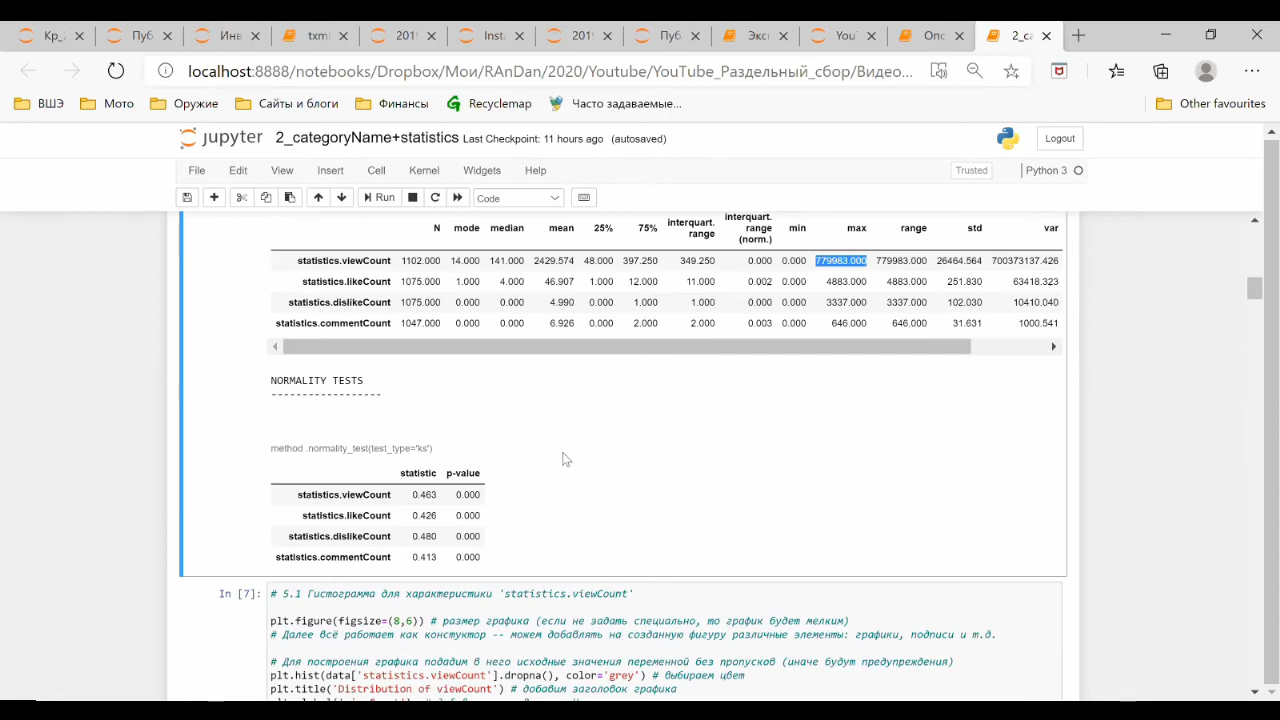 Кр_ Пуб Инв txml 2019 Insta 2019 Пуб Экс YouT Опс 2_ca
localhost:8888/notebooks/Dropbox/Мои/RAnDan/2020/Youtube/YouTube_Раздельный_сбор/Видео...
ВШЭ Мото Оружие Сайты и блоги Финансы Recyclemap Часто задаваемые... Other favourites
jupyter 2_categoryName+statistics Last Checkpoint: 11 hours ago (autosaved) Logout
File Edit View Insert Cell Kernel Widgets Help Trusted Python 3
Run Code
N mode median mean 25% 75% interquart. range interquart. range (norm.) min max range std var
statistics.viewCount 1102.000 14.000 141.000 2429.574 48.000 397.250 349.250 0.000 0.000 779983.000 779983.000 26464.564 700373137.426
statistics.likeCount 1075.000 1.000 4.000 46.907 1.000 12.000 11.000 0.002 0.000 4883.000 4883.000 251.830 63418.323
statistics.dislikeCount 1075.000 0.000 0.000 4.990 0.000 1.000 1.000 0.000 0.000 3337.000 3337.000 102.030 10410.040
statistics.commentCount 1047.000 0.000 0.000 6.926 0.000 2.000 2.000 0.003 0.000 646.000 646.000 31.631 1000.541
NORMALITY TESTS
------------------
method .normality_test(test_type="ks")
statistic p-value
statistics.viewCount 0.463 0.000
statistics.likeCount 0.426 0.000
statistics.dislikeCount 0.480 0.000
statistics.commentCount 0.413 0.000
In [7]: # 5.1 Гистограмма для характеристики 'statistics.viewCount'
plt.figure(figsize=(8,6)) # размер графика (если не задать специально, то график будет мелким)
# Далее всё работает как констуктор -- можем добавлять на созданную фигуру различные элементы: графики, подписи и т.д.
# Для построения графика подадим в него исходные значения переменной без пропусков (иначе будут предупреждения)
plt.hist(data['statistics.viewCount'].dropna(), color='grey') # выбираем цвет
plt.title('Distribution of viewCount') # добавим заголовок графика